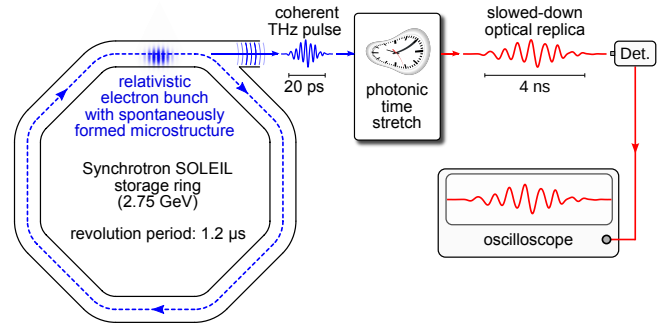 coherent
THz pulse
20 ps
photonic
time
stretch
slowed-down
optical replica
4 ns
Det.
relativistic
electron bunch
with spontaneously
formed microstructure
Synchrotron SOLEIL
storage ring
(2.75 GeV)
revolution period: 1.2 μs
oscilloscope